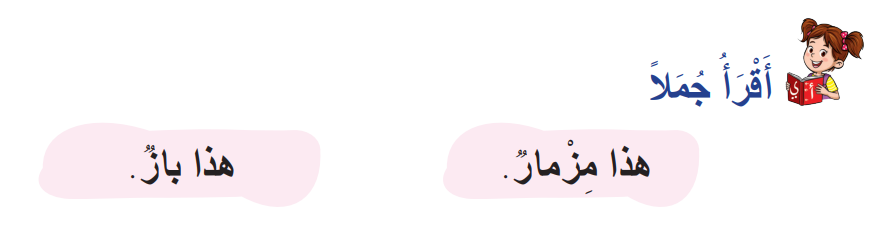 أَقْرَأُ جُمَلاً
هذا مِزْمارٌ.
هذا بازٌ.